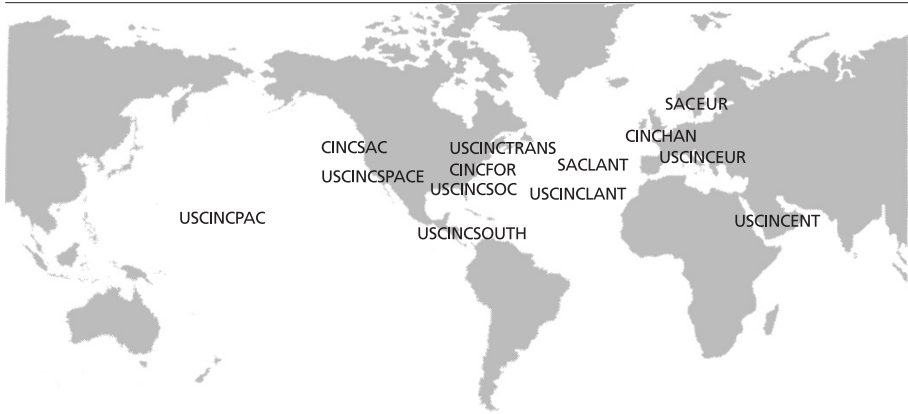 SACEUR
CINCHAN
CINCSAC
USCINCTRANS
USCINCEUR
SACLANT
CINCFOR
USCINCSPACE
USCINCSOC
USCINCLANT
USCINCPAC
USCINCENT
USCINCSOUTH